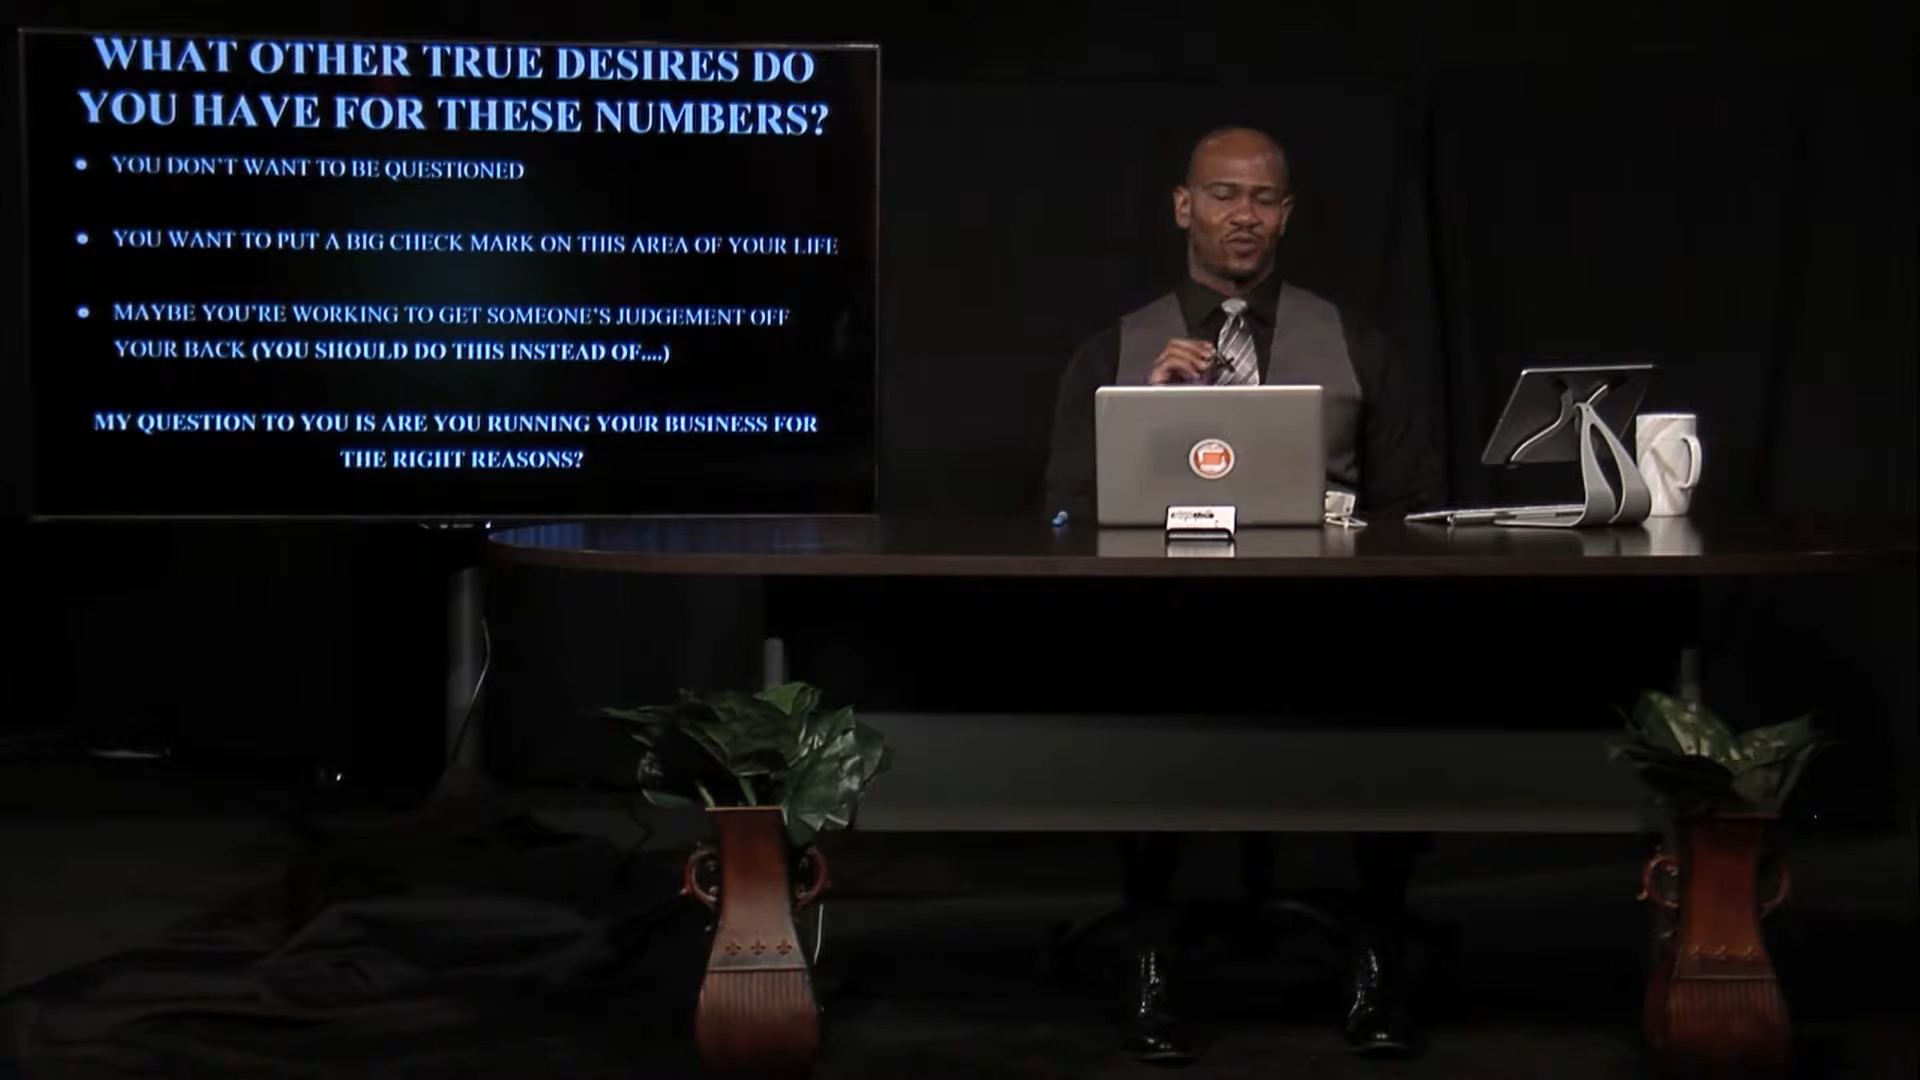 WHAT OTHER TRUE DESIRES DO
YOU HAVE FOR THESE NUMBERS?
• YOU DON'T WANT TO BE QUESTIONED
• YOU WANT TO PUT A BIG CHECK MARK ON THIS AREA OF YOUR LIFE
• MAYBE YOU'RE WORKING TO GET SOMEONE'S JUDGEMENT OFF
YOUR BACK (YOU SHOULD DO THIS INSTEAD OF....)
MY QUESTION TO YOU IS ARE YOU RUNNING YOUR BUSINESS FOR
THE RIGHT REASONS?